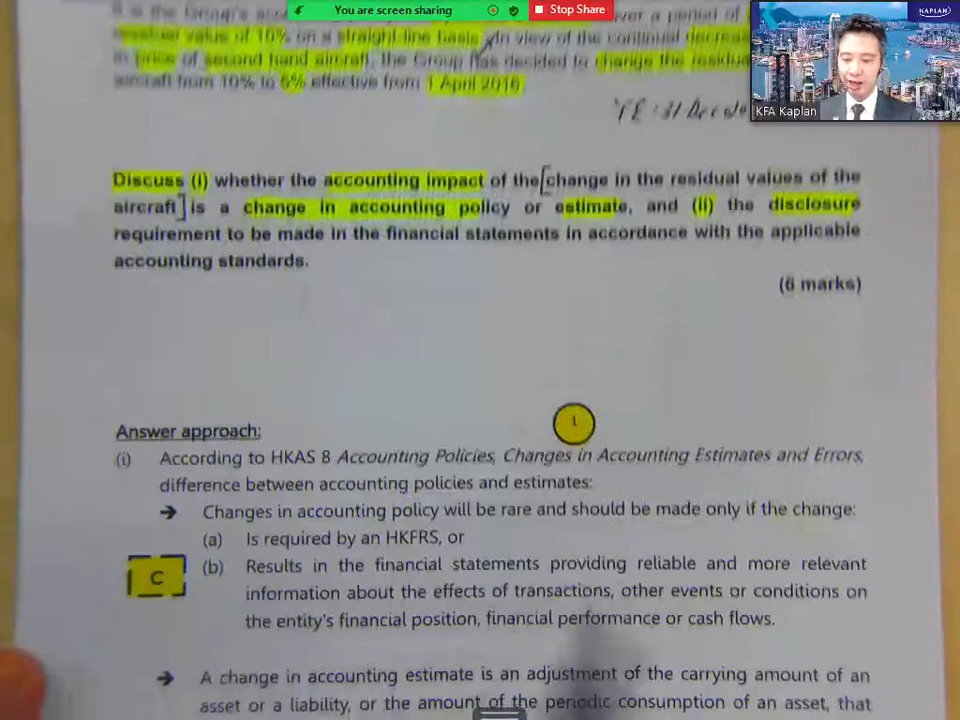 You are screen sharing
Stop Share
KAPLAN
KFA Kaplan
residual value of 10% on a straight-line basis. In view of the continual
in price of second hand aircraft, the Group has decided to change the
aircraft from 10% to 5% effective from 1 April 2016
YE : 31
Discuss (i) whether the accounting impact of the [change in the residual values of the
aircraft] is a change in accounting policy or estimate, and (ii) the disclosure
requirement to be made in the financial statements in accordance with the applicable
accounting standards.
(6 marks)
1
Answer approach:
(i) According to HKAS 8 Accounting Policies, Changes in Accounting Estimates and Errors,
difference between accounting policies and estimates:
➔ Changes in accounting policy will be rare and should be made only if the change:
(a) Is required by an HKFRS, or
C (b) Results in the financial statements providing reliable and more relevant
information about the effects of transactions, other events or conditions on
the entity's financial position, financial performance or cash flows.
➔ A change in accounting estimate is an adjustment of the carrying amount of an
asset or a liability, or the amount of the periodic consumption of an asset, that